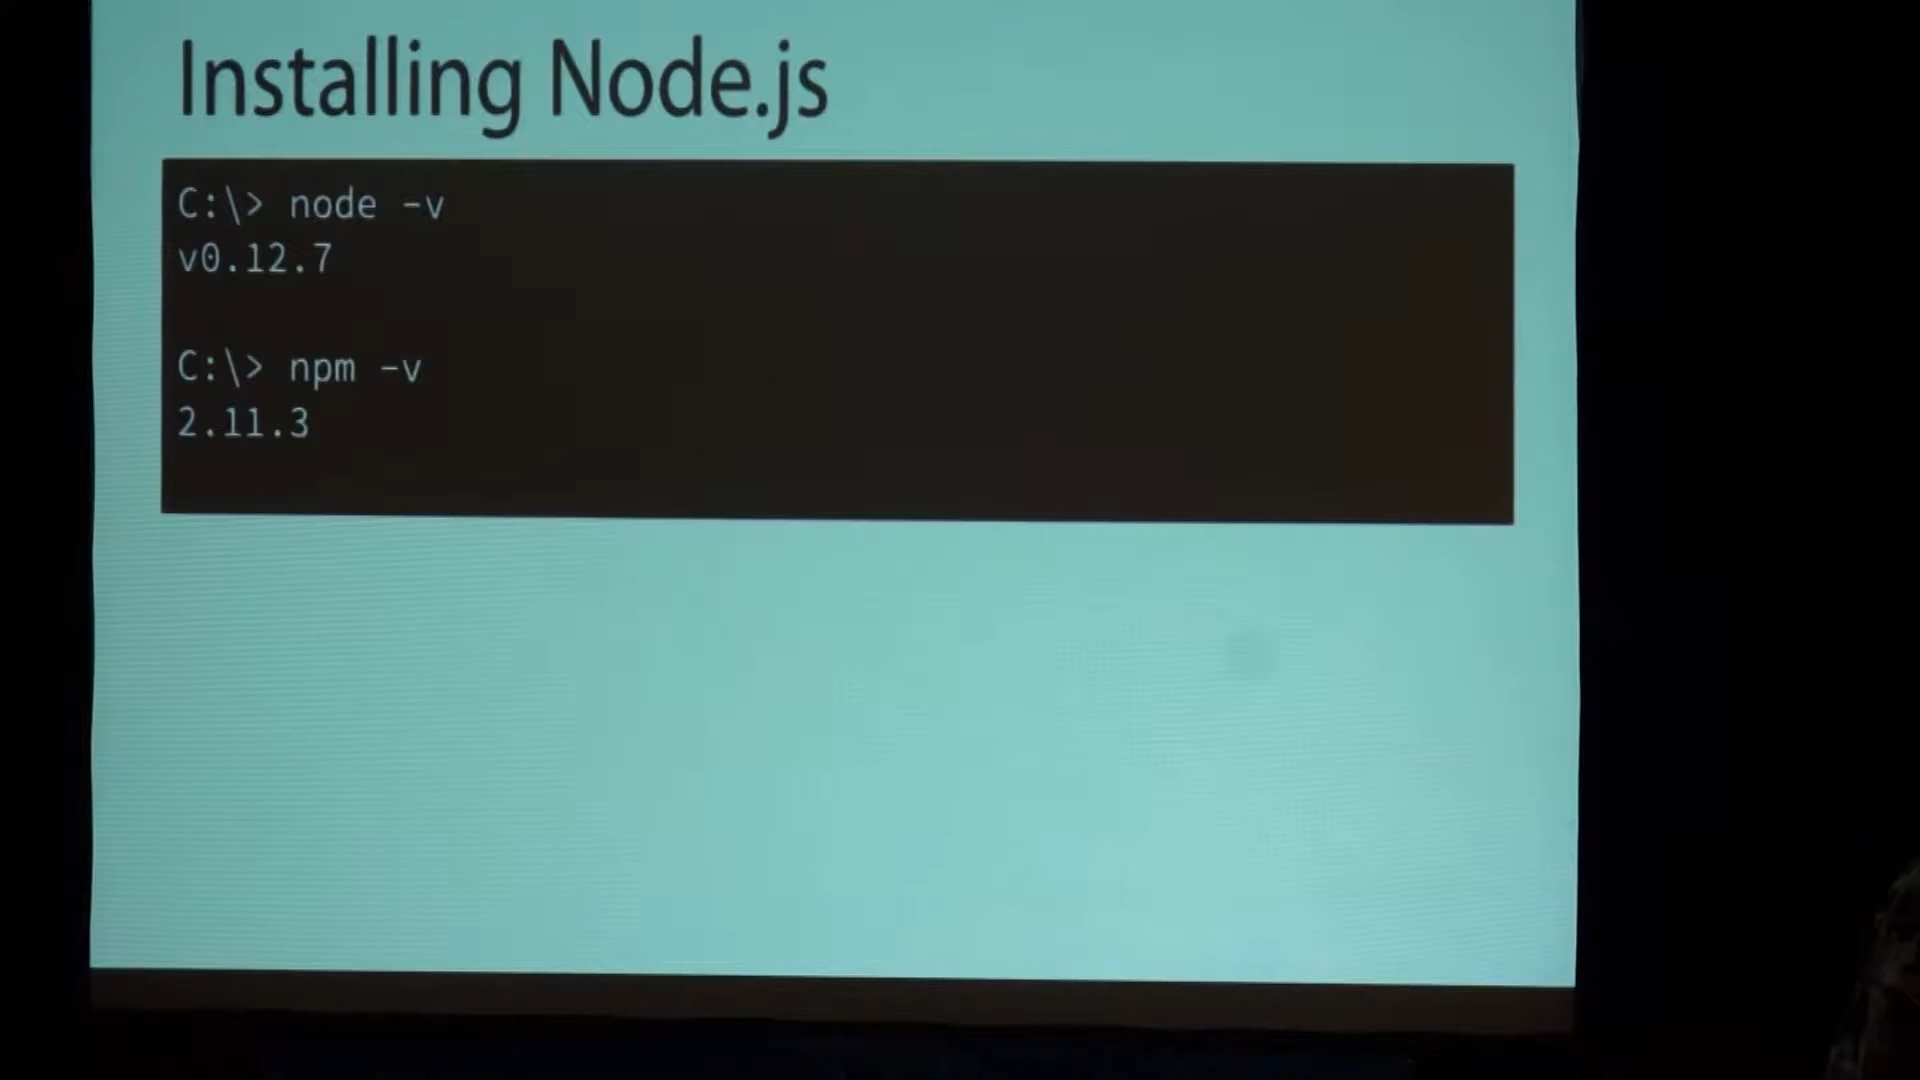 Installing Node.js
C:\> node -v
v0.12.7
C:\> npm -v
2.11.3